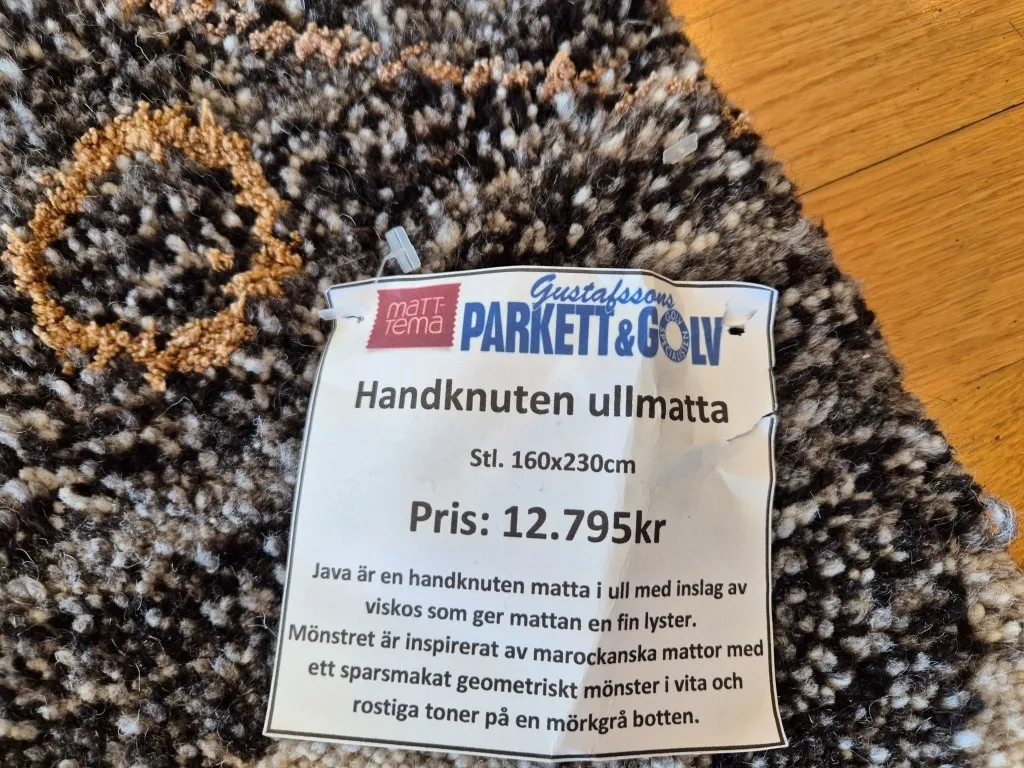 MATT-
TEMA
Gustafssons
PARKETT&GOLV
GOLV
SPECIALISTEN
Handknuten ullmatta
Stl. 160x230cm
Pris: 12.795kr
Java är en handknuten matta i ull med inslag av
viskos som ger mattan en fin lyster.
Mönstret är inspirerat av marockanska mattor med
ett sparsmakat geometriskt mönster i vita och
rostiga toner på en mörkgrå botten.